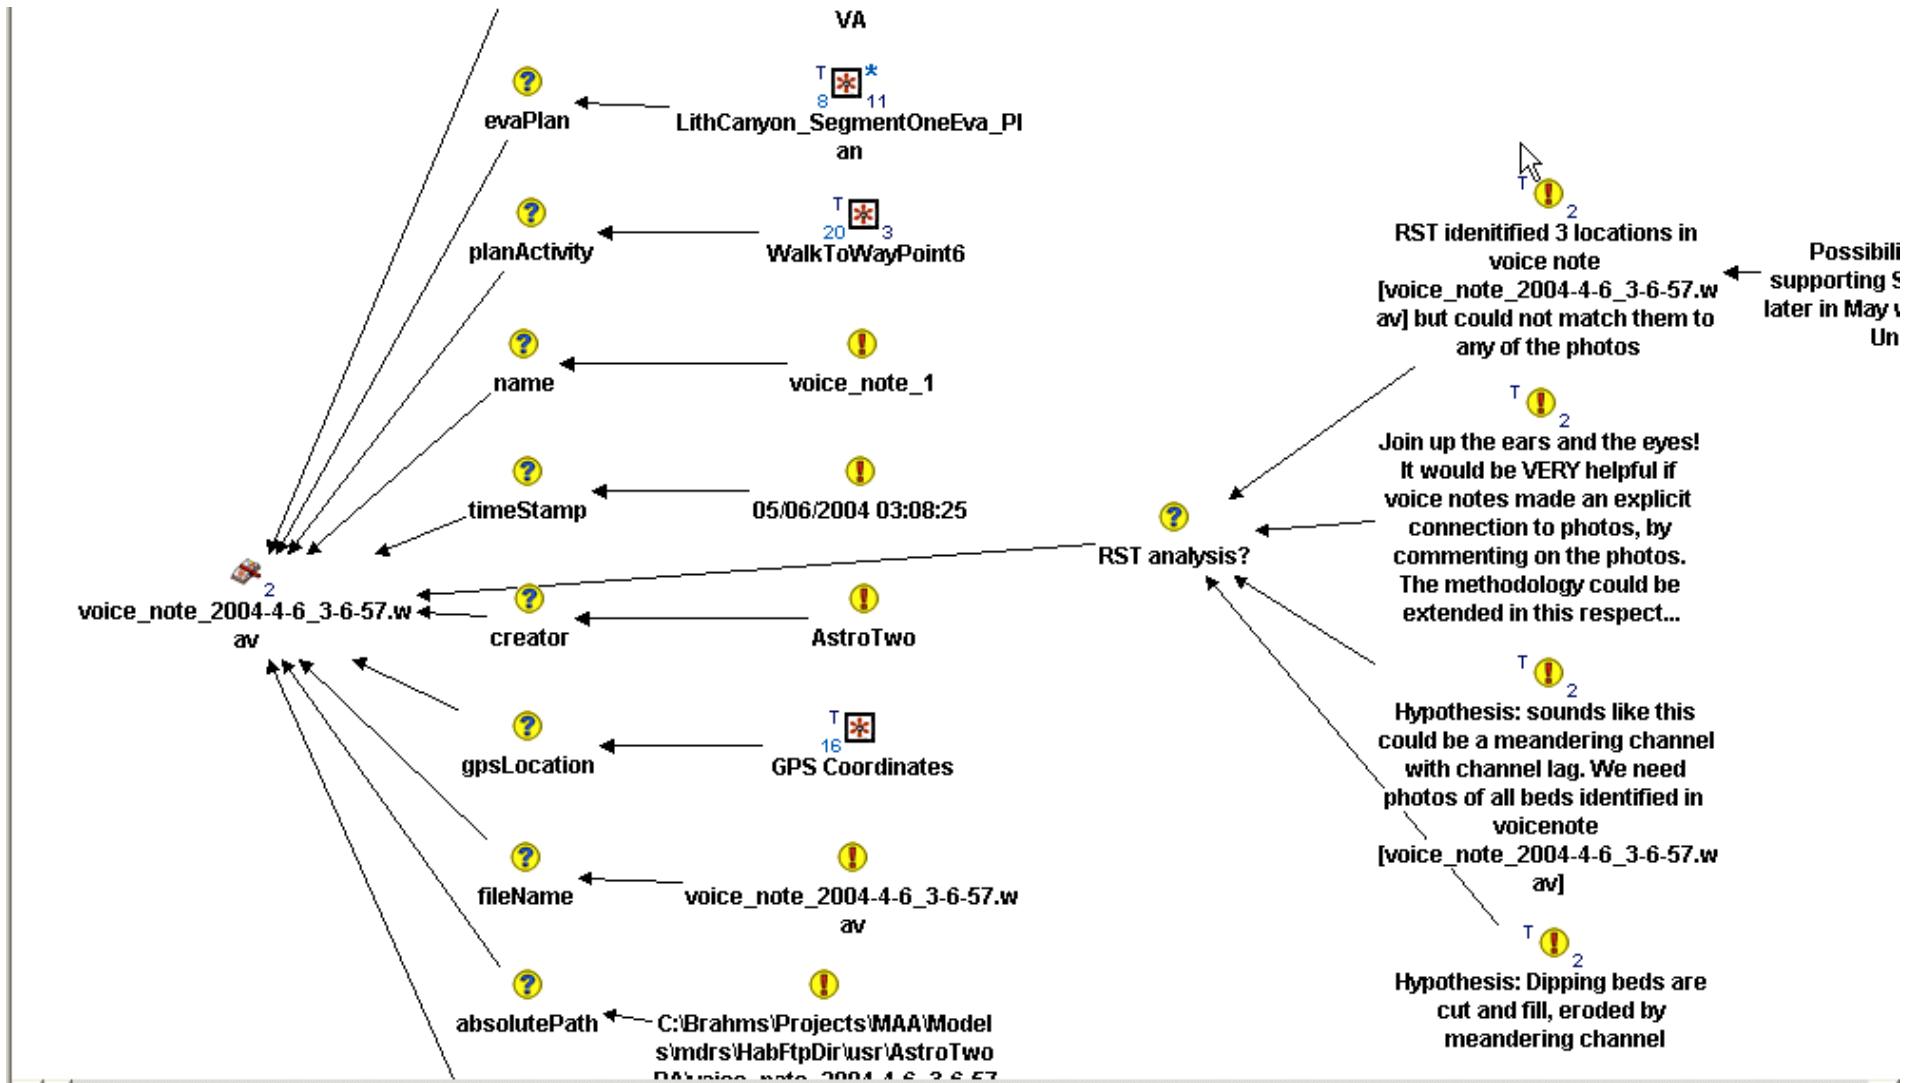 VA
?
T
*
8
11
evaPlan
LithCanyon_SegmentOneEva_Pl
an
?
T
20
3
planActivity
WalkToWayPoint6
?
!
name
voice_note_1
?
!
timeStamp
05/06/2004 03:08:25
2
voice_note_2004-4-6_3-6-57.w
av
?
!
creator
AstroTwo
?
T
16
gpsLocation
GPS Coordinates
?
!
fileName
voice_note_2004-4-6_3-6-57.w
av
?
!
absolutePath
C:\Brahms\Projects\MAA\Model
s\mdrs\HabFtpDir\usr\AstroTwo
?
RST analysis?
T
!
2
RST idenitified 3 locations in
voice note
[voice_note_2004-4-6_3-6-57.w
av] but could not match them to
any of the photos
T
!
2
Join up the ears and the eyes!
It would be VERY helpful if
voice notes made an explicit
connection to photos, by
commenting on the photos.
The methodology could be
extended in this respect...
T
!
2
Hypothesis: sounds like this
could be a meandering channel
with channel lag. We need
photos of all beds identified in
voicenote
[voice_note_2004-4-6_3-6-57.w
av]
T
!
2
Hypothesis: Dipping beds are
cut and fill, eroded by
meandering channel
Possibili
supporting S
later in May
Un